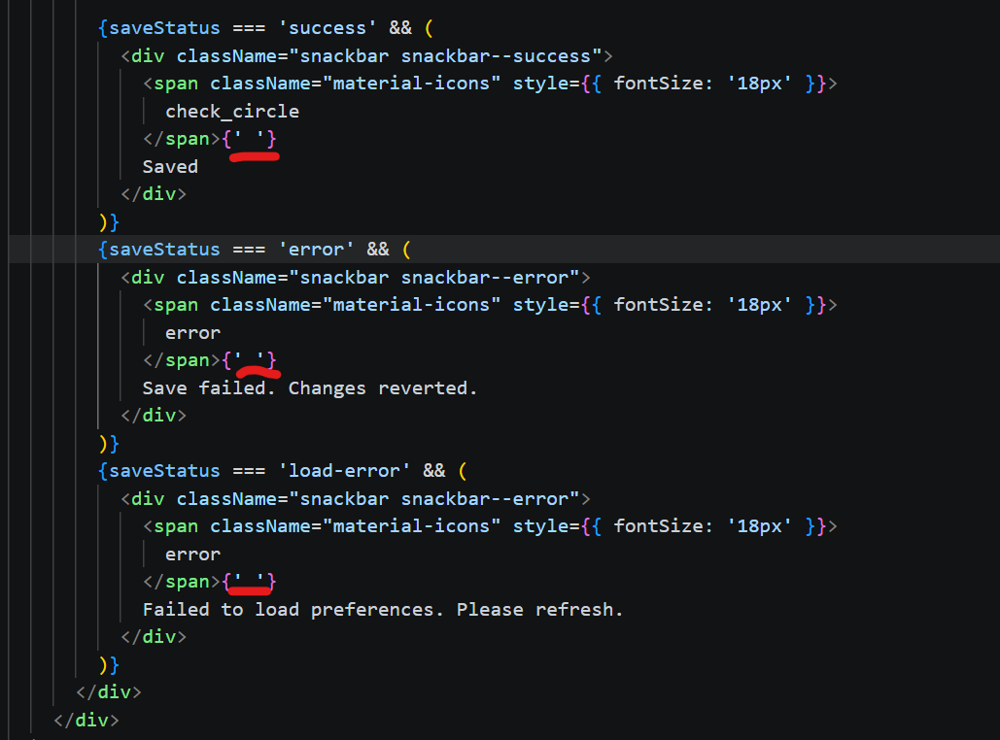 {saveStatus === 'success' && (
<div className="snackbar snackbar--success">
<span className="material-icons" style={{ fontSize: '18px' }}>
check_circle
</span>{' '}
Saved
</div>
)}
{saveStatus === 'error' && (
<div className="snackbar snackbar--error">
<span className="material-icons" style={{ fontSize: '18px' }}>
error
</span>{' '}
Save failed. Changes reverted.
</div>
)}
{saveStatus === 'load-error' && (
<div className="snackbar snackbar--error">
<span className="material-icons" style={{ fontSize: '18px' }}>
error
</span>{' '}
Failed to load preferences. Please refresh.
</div>
)}
</div>
</div>